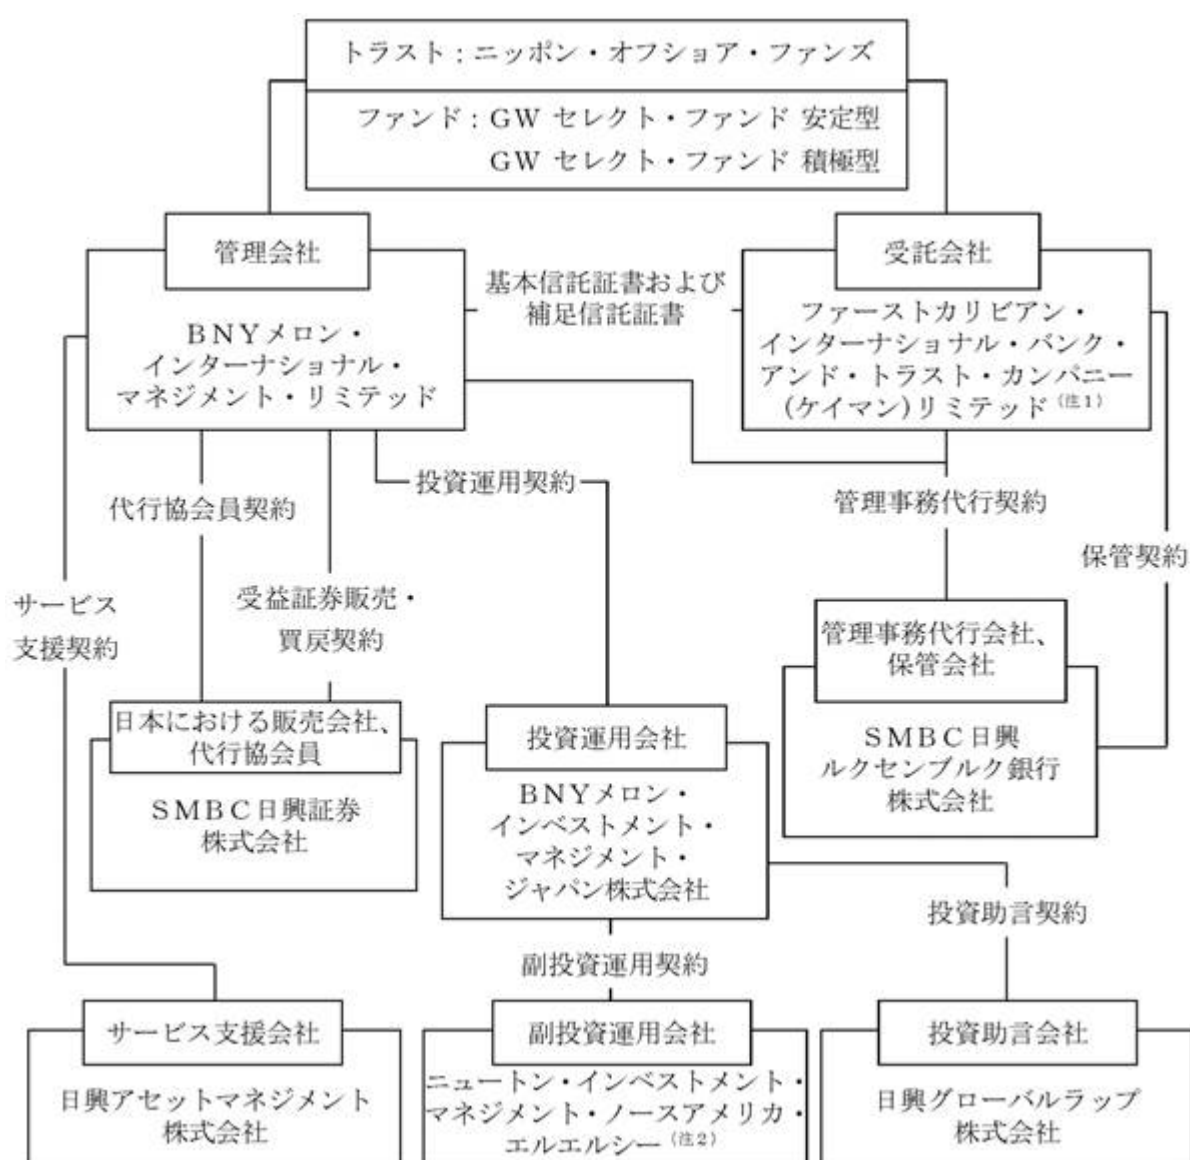 トラスト：ニッポン・オフショア・ファンズ
ファンド：GW セレクト・ファンド 安定型
GW セレクト・ファンド 積極型
管理会社
BNYメロン・
インターナショナル・
マネジメント・リミテッド
基本信託証書および
補足信託証書
受託会社
ファーストカリビアン・
インターナショナル・バンク・
アンド・トラスト・カンパニー
(ケイマン)リミテッド(注1)
代行協会員契約
投資運用契約
管理事務代行契約
保管契約
サービス
支援契約
受益証券販売・
買戻契約
管理事務代行会社、
保管会社
SMBC日興
ルクセンブルク銀行
株式会社
日本における販売会社、
代行協会員
SMBC日興証券
株式会社
投資運用会社
BNYメロン・
インベストメント・
マネジメント・
ジャパン株式会社
副投資運用契約
投資助言契約
サービス支援会社
日興アセットマネジメント
株式会社
副投資運用会社
ニュートン・インベストメント・
マネジメント・ノースアメリカ・
エルエルシー(注2)
投資助言会社
日興グローバルラップ
株式会社